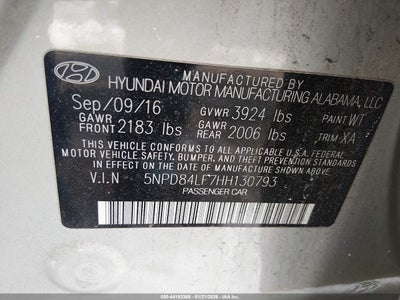 MANUFACTURED BY
HYUNDAI MOTOR MANUFACTURING ALABAMA, LLC
Sep/09/16 GVWR 3924 lbs PAINT WT
GAWR FRONT 2183 lbs GAWR REAR 2006 lbs TRIM XA
THIS VEHICLE CONFORMS TO ALL APPLICABLE FEDERAL
MOTOR VEHICLE SAFETY, BUMPER, AND THEFT PREVENTION STANDARDS
IN EFFECT ON THE DATE OF MANUFACTURE SHOWN ABOVE.
V.I.N 5NPD84LF7HH130793
PASSENGER CAR